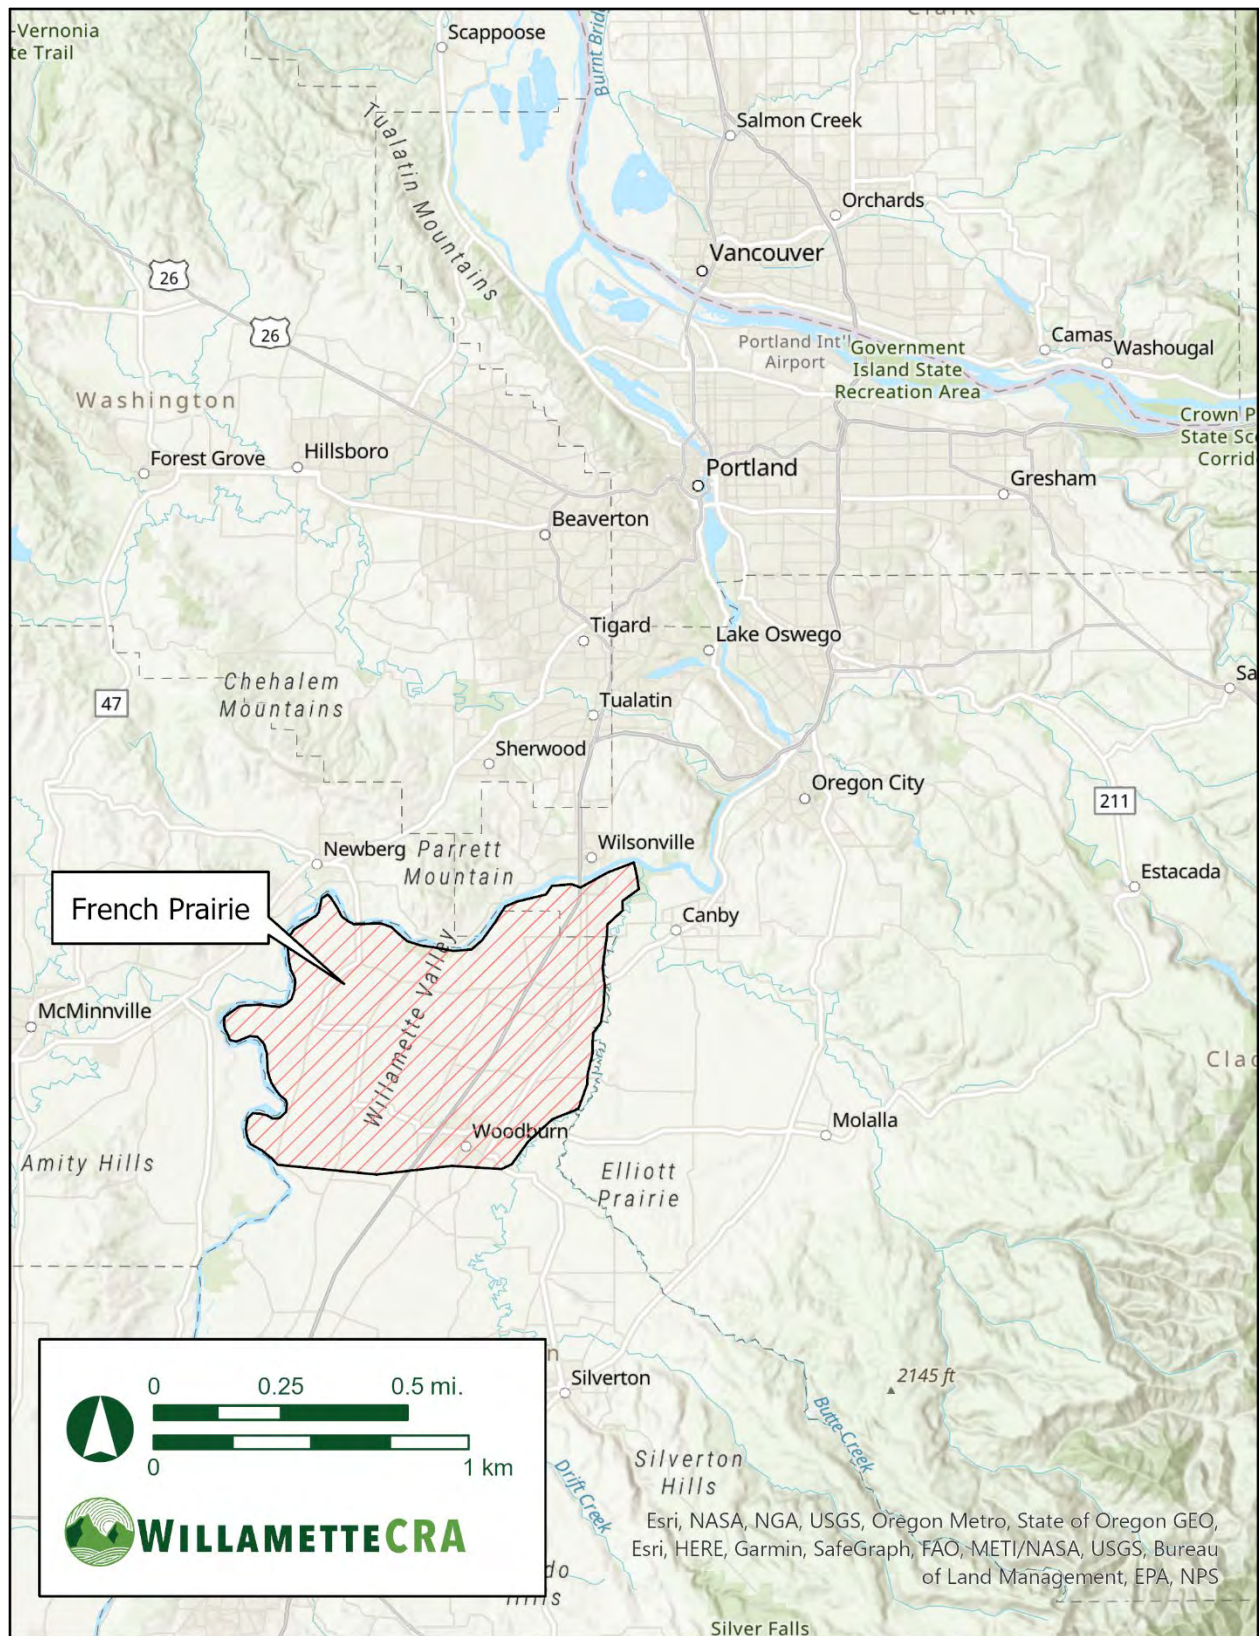 -Vernonia
te Trail
Scappoose
Burnt Bridg
Clark
Tualatin Mountains
Salmon Creek
Orchards
Vancouver
26
26
Portland Int'l
Airport
Government
Island State
Recreation Area
Camas
Washougal
Washington
Crown P
State Sce
Corrid
Forest Grove
Hillsboro
Portland
Gresham
Beaverton
Tigard
Lake Oswego
Sa
Chehalem
Mountains
47
Tualatin
Sherwood
Oregon City
211
Newberg
Parrett
Mountain
Wilsonville
Estacada
French Prairie
Canby
Willamette Valley
McMinnville
Clac
Molalla
Woodburn
Amity Hills
Elliott
Prairie
n
Silverton
2145 ft
Butte Creek
0 0.25 0.5 mi.
0 1 km
Drift Creek
Silverton
Hills
WILLAMETTECRA
Esri, NASA, NGA, USGS, Oregon Metro, State of Oregon GEO,
Esri, HERE, Garmin, SafeGraph, FAO, METI/NASA, USGS, Bureau
of Land Management, EPA, NPS
do
Hills
Silver Falls